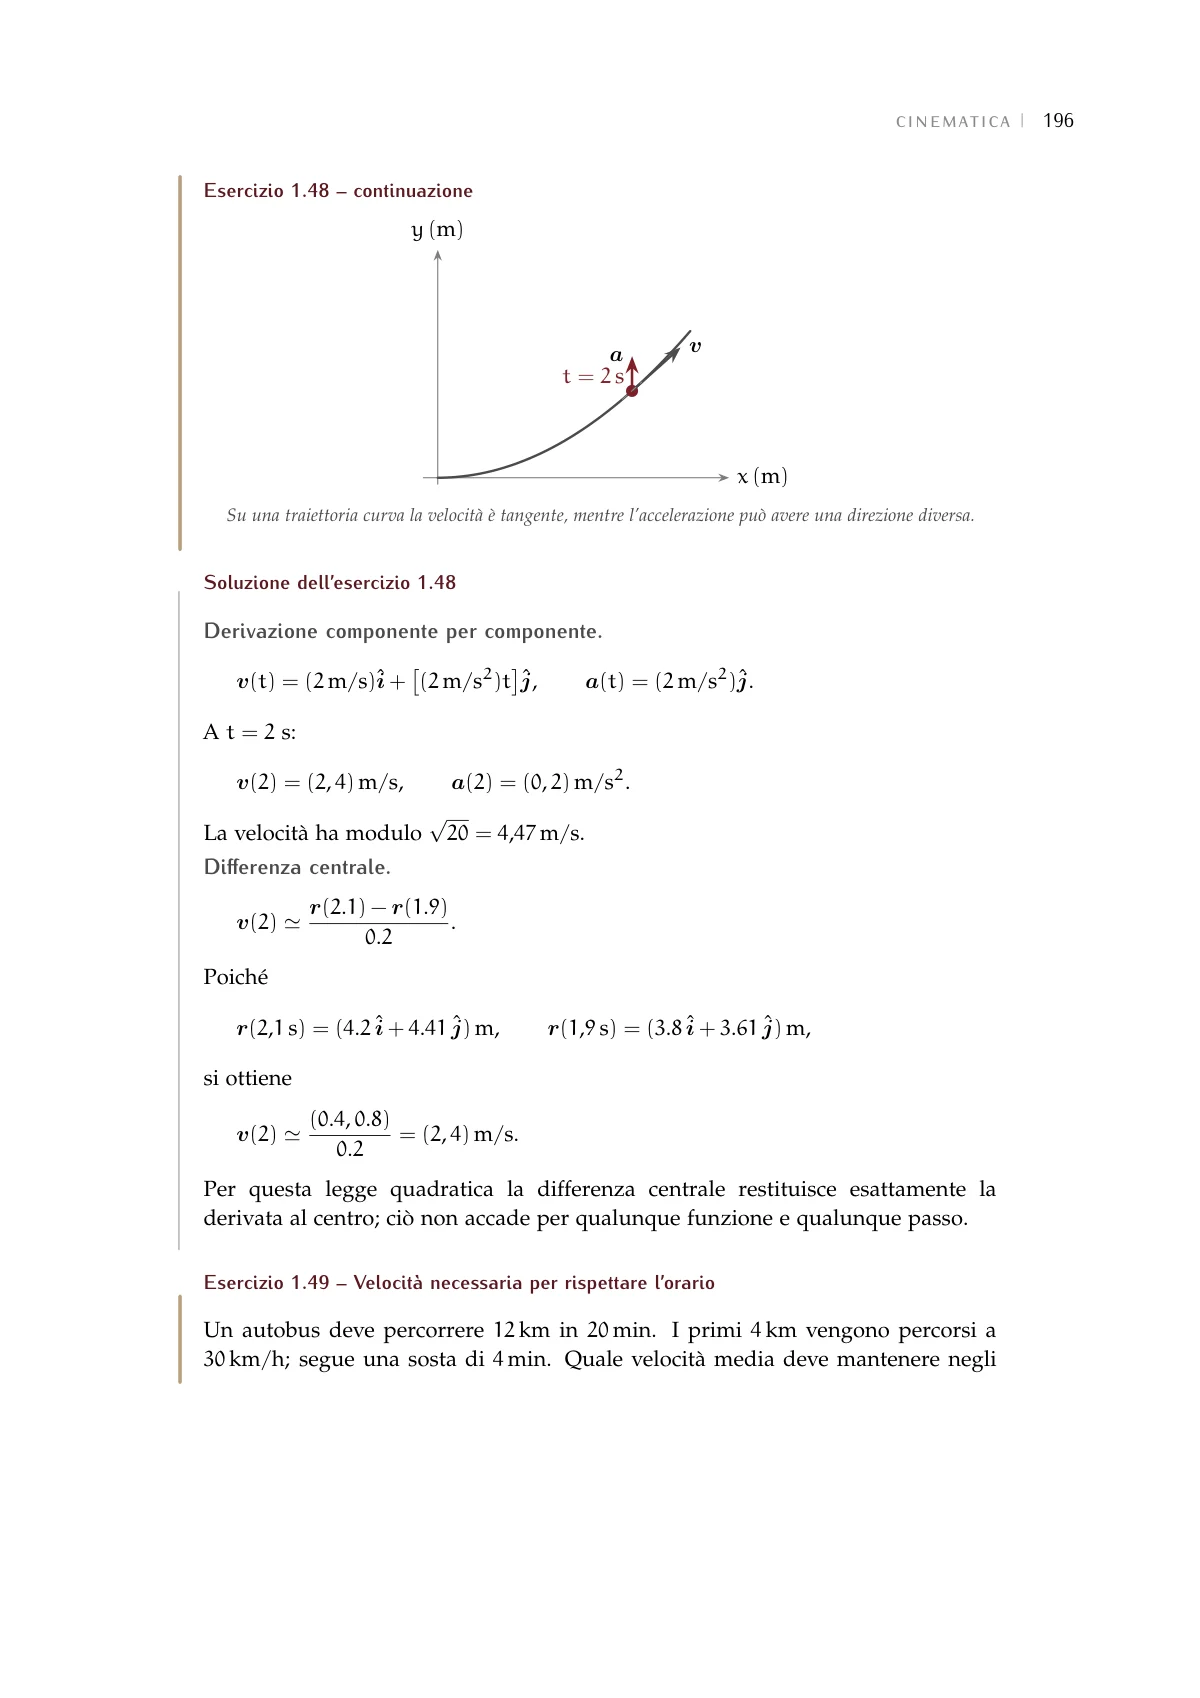 CINEMATICA | 196
Esercizio 1.48 – continuazione
y (m)
a
v
t = 2 s
x (m)
Su una traiettoria curva la velocità è tangente, mentre l'accelerazione può avere una direzione diversa.
Soluzione dell'esercizio 1.48
Derivazione componente per componente.
v(t) = (2 m/s)î + [(2 m/s²)t]ĵ, a(t) = (2 m/s²)ĵ.
A t = 2 s:
v(2) = (2, 4) m/s, a(2) = (0, 2) m/s².
La velocità ha modulo √20 = 4,47 m/s.
Differenza centrale.
v(2) ≃ r(2.1) − r(1.9)
0.2 .
Poiché
r(2,1 s) = (4.2 î + 4.41 ĵ) m, r(1,9 s) = (3.8 î + 3.61 ĵ) m,
si ottiene
v(2) ≃ (0.4, 0.8)
0.2 = (2, 4) m/s.
Per questa legge quadratica la differenza centrale restituisce esattamente la
derivata al centro; ciò non accade per qualunque funzione e qualunque passo.
Esercizio 1.49 – Velocità necessaria per rispettare l'orario
Un autobus deve percorrere 12 km in 20 min. I primi 4 km vengono percorsi a
30 km/h; segue una sosta di 4 min. Quale velocità media deve mantenere negli